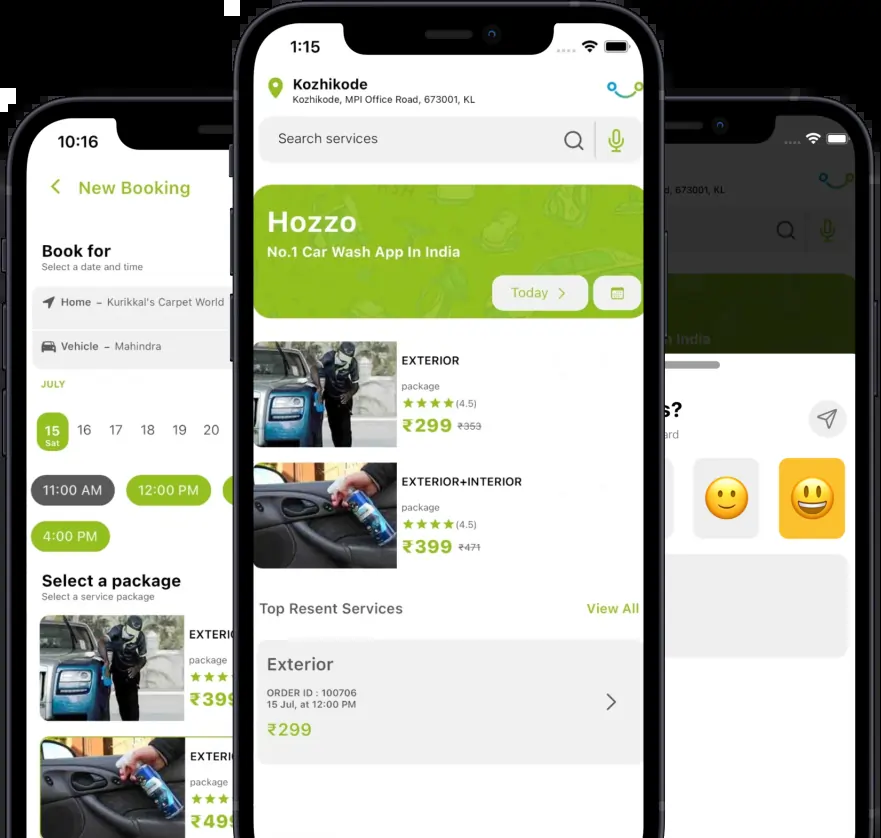 10:16
New Booking
Book for
Select a date and time
Home – Kurikkal's Carpet World
Vehicle – Mahindra
JULY
15 16 17 18 19 20
Sat
11:00 AM 12:00 PM
4:00 PM
Select a package
Select a service package
EXTERIO
package
₹399
EXTERIO
package
₹499
1:15
Kozhikode
Kozhikode, MPI Office Road, 673001, KL
Search services
Hozzo
No.1 Car Wash App In India
Today
EXTERIOR
package
(4.5)
₹299 ₹353
EXTERIOR+INTERIOR
package
(4.5)
₹399 ₹471
Top Resent Services
View All
Exterior
ORDER ID : 100706
15 Jul, at 12:00 PM
₹299
673001, KL
India
s?
ard